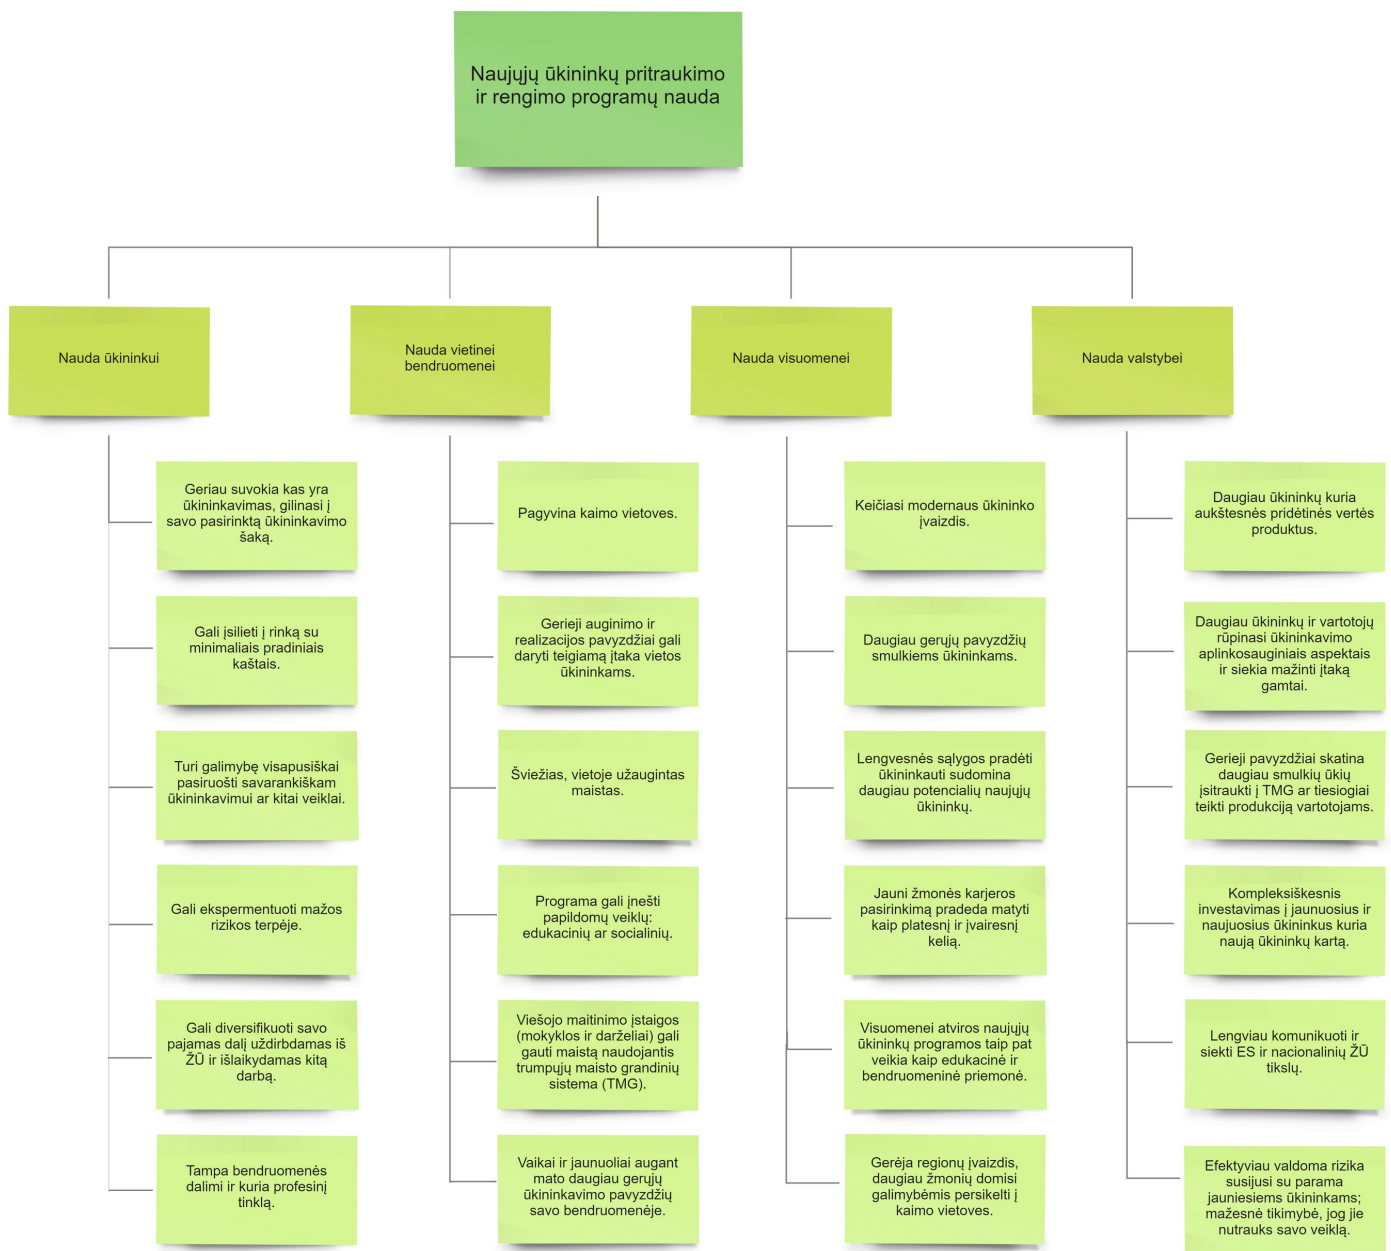 Naujųjų ūkininkų pritraukimo
ir rengimo programų nauda
Nauda ūkininkui
Geriau suvokia kas yra
ūkininkavimas, gilinasi į
savo pasirinktą ūkininkavimo
šaką.
Gali įsilieti į rinką su
minimaliais pradiniais
kaštais.
Turi galimybę visapusiškai
pasiruošti savarankiškam
ūkininkavimui ar kitai veiklai.
Gali eksperimentuoti mažos
rizikos terpėje.
Gali diversifikuoti savo
pajamas dalį uždirbdamas iš
ŽŪ ir išlaikydamas kitą
darbą.
Tampa bendruomenės
dalimi ir kuria profesinį
tinklą.
Nauda vietinei
bendruomenei
Pagyvina kaimo vietoves.
Gerieji auginimo ir
realizacijos pavyzdžiai gali
daryti teigiamą įtaka vietos
ūkininkams.
Šviežias, vietoje užaugintas
maistas.
Programa gali įnešti
papildomų veiklų:
edukacinių ar socialinių.
Viešojo maitinimo įstaigos
(mokyklos ir darželiai) gali
gauti maistą naudojantis
trumpųjų maisto grandinių
sistema (TMG).
Vaikai ir jaunuoliai augant
mato daugiau gerųjų
ūkininkavimo pavyzdžių
savo bendruomenėje.
Nauda visuomenei
Keičiasi modernaus ūkininko
įvaizdis.
Daugiau gerųjų pavyzdžių
smulkiems ūkininkams.
Lengvesnės sąlygos pradėti
ūkininkauti sudomina
daugiau potencialių naujųjų
ūkininkų.
Jauni žmonės karjeros
pasirinkimą pradeda matyti
kaip platesnį ir įvairesnį
kelią.
Visuomenei atviros naujųjų
ūkininkų programos taip pat
veikia kaip edukacinė ir
bendruomeninė priemonė.
Gerėja regionų įvaizdis,
daugiau žmonių domisi
galimybėmis persikelti į
kaimo vietoves.
Nauda valstybei
Daugiau ūkininkų kuria
aukštesnės pridėtinės vertės
produktus.
Daugiau ūkininkų ir vartotojų
rūpinasi ūkininkavimo
aplinkosauginiais aspektais
ir siekia mažinti įtaką
gamtai.
Gerieji pavyzdžiai skatina
daugiau smulkių ūkių
įsitraukti į TMG ar tiesiogiai
teikti produkciją vartotojams.
Kompleksiškesnis
investavimas į jaunuosius ir
naujuosius ūkininkus kuria
naują ūkininkų kartą.
Lengviau komunikuoti ir
siekti ES ir nacionalinių ŽŪ
tikslų.
Efektyviau valdoma rizika
susijusi su parama
jauniesiems ūkininkams;
mažesnė tikimybė, jog jie
nutrauks savo veiklą.